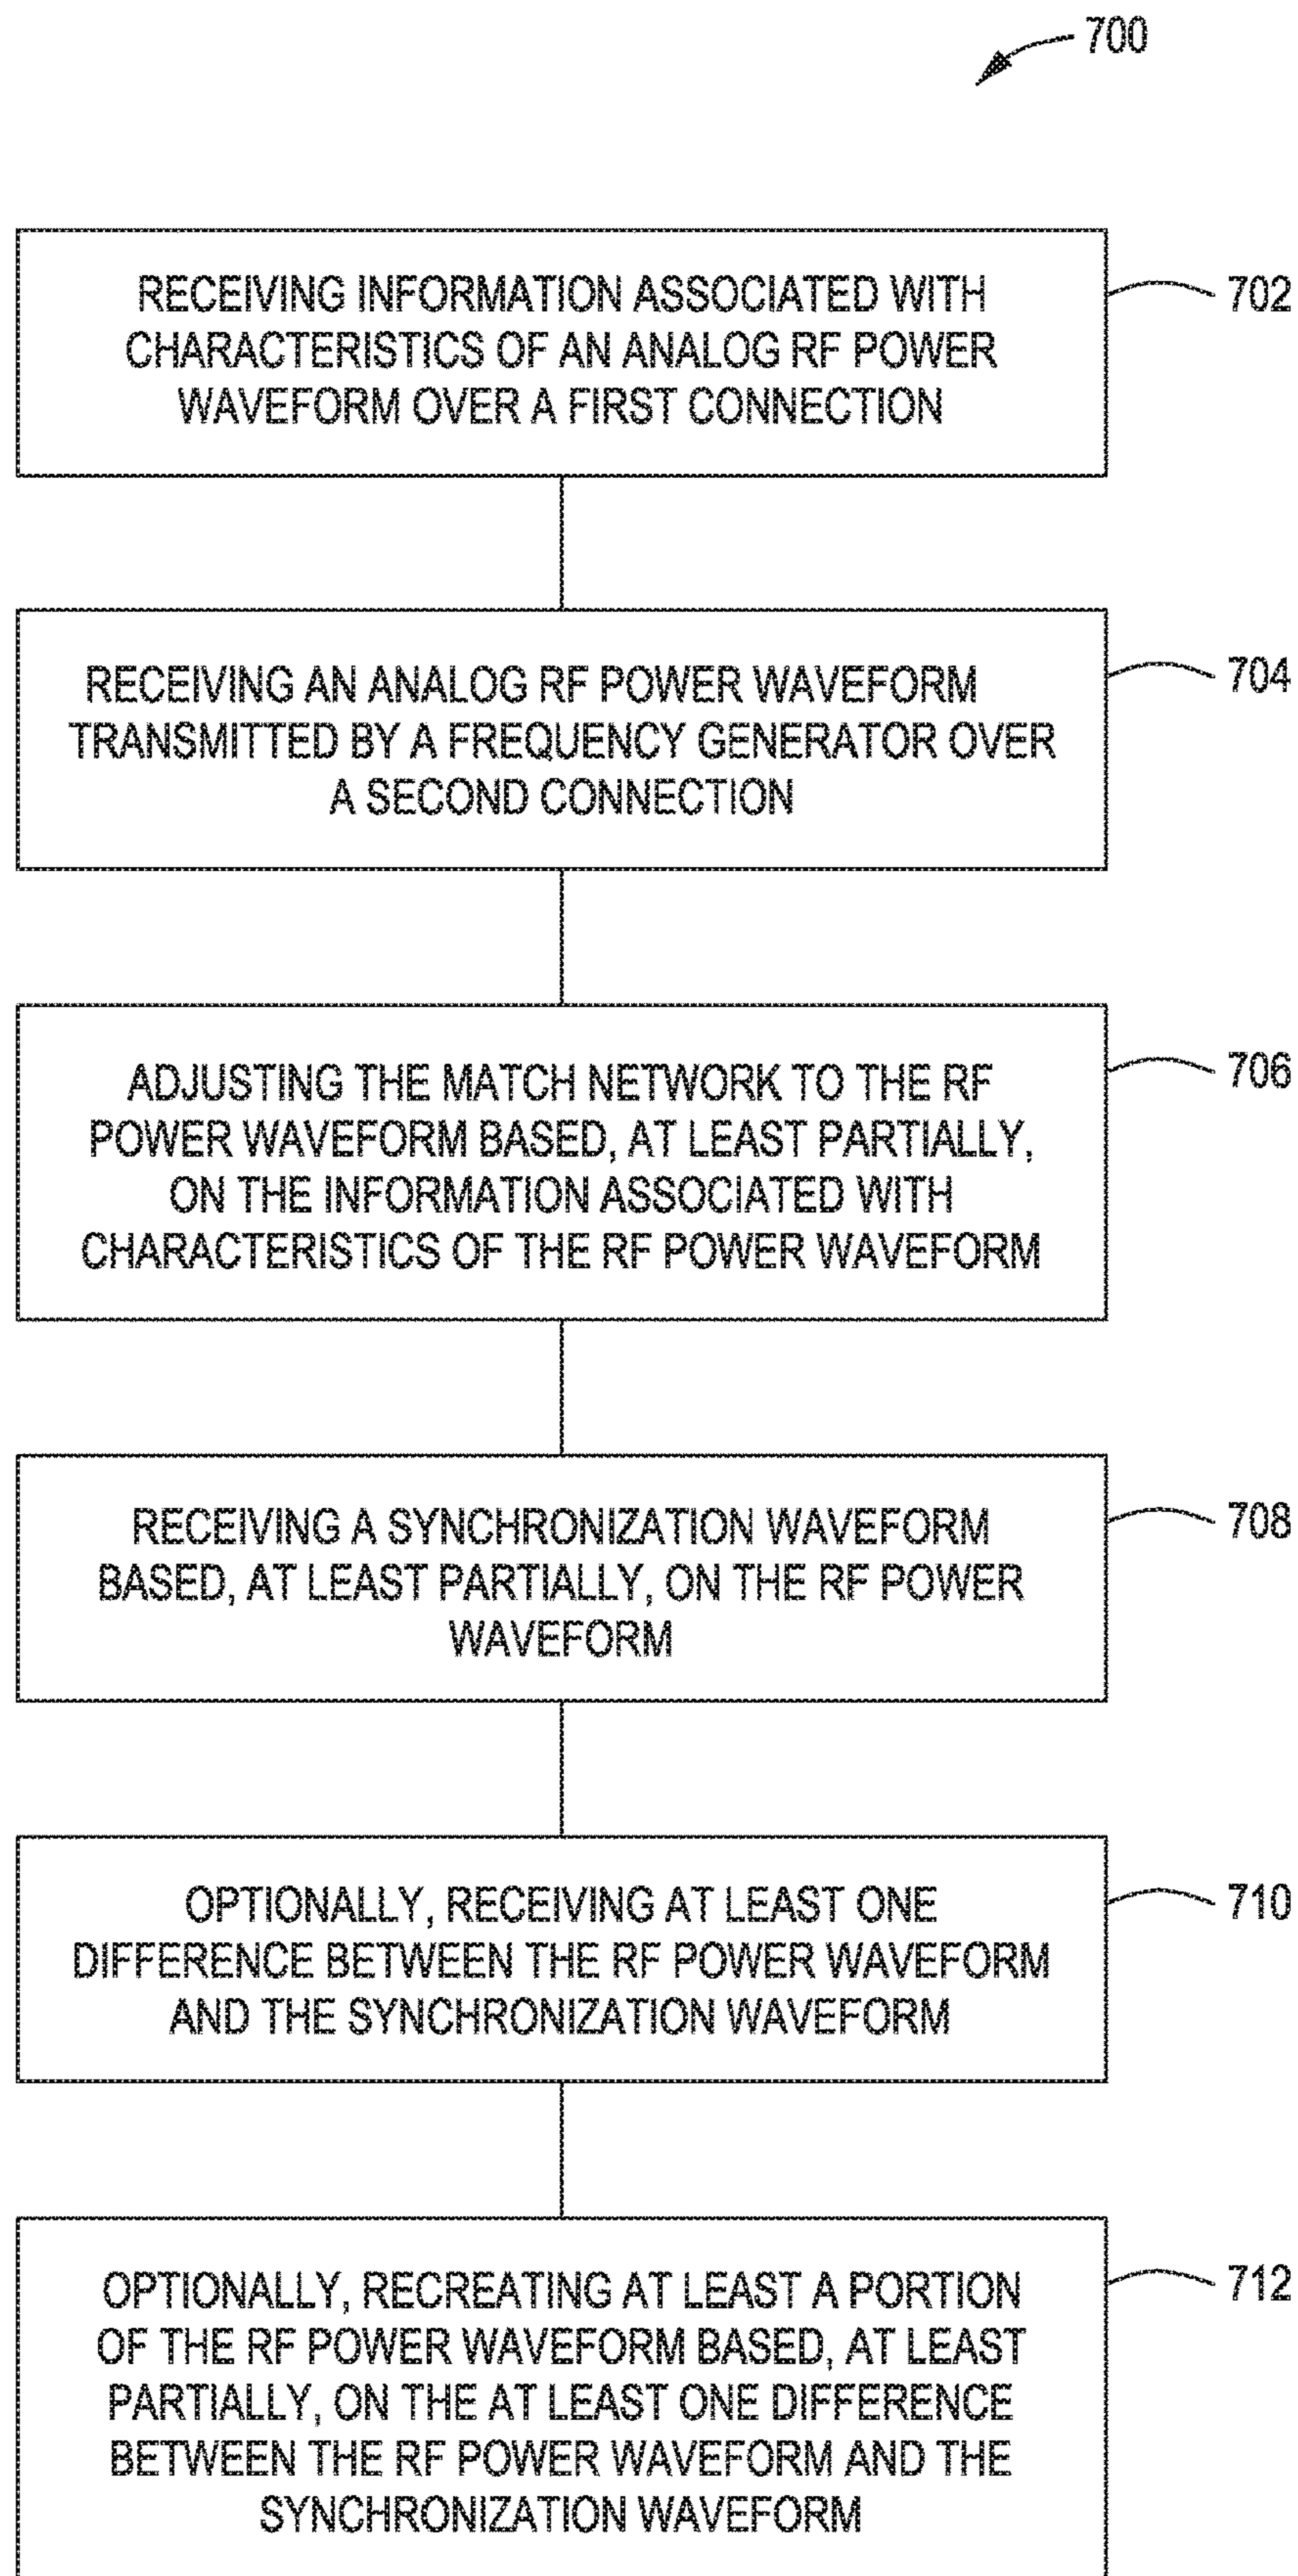 700
RECEIVING INFORMATION ASSOCIATED WITH
CHARACTERISTICS OF AN ANALOG RF POWER
WAVEFORM OVER A FIRST CONNECTION
702
RECEIVING AN ANALOG RF POWER WAVEFORM
TRANSMITTED BY A FREQUENCY GENERATOR OVER
A SECOND CONNECTION
704
ADJUSTING THE MATCH NETWORK TO THE RF
POWER WAVEFORM BASED, AT LEAST PARTIALLY,
ON THE INFORMATION ASSOCIATED WITH
CHARACTERISTICS OF THE RF POWER WAVEFORM
706
RECEIVING A SYNCHRONIZATION WAVEFORM
BASED, AT LEAST PARTIALLY, ON THE RF POWER
WAVEFORM
708
OPTIONALLY, RECEIVING AT LEAST ONE
DIFFERENCE BETWEEN THE RF POWER WAVEFORM
AND THE SYNCHRONIZATION WAVEFORM
710
OPTIONALLY, RECREATING AT LEAST A PORTION
OF THE RF POWER WAVEFORM BASED, AT LEAST
PARTIALLY, ON THE AT LEAST ONE DIFFERENCE
BETWEEN THE RF POWER WAVEFORM AND THE
SYNCHRONIZATION WAVEFORM
712